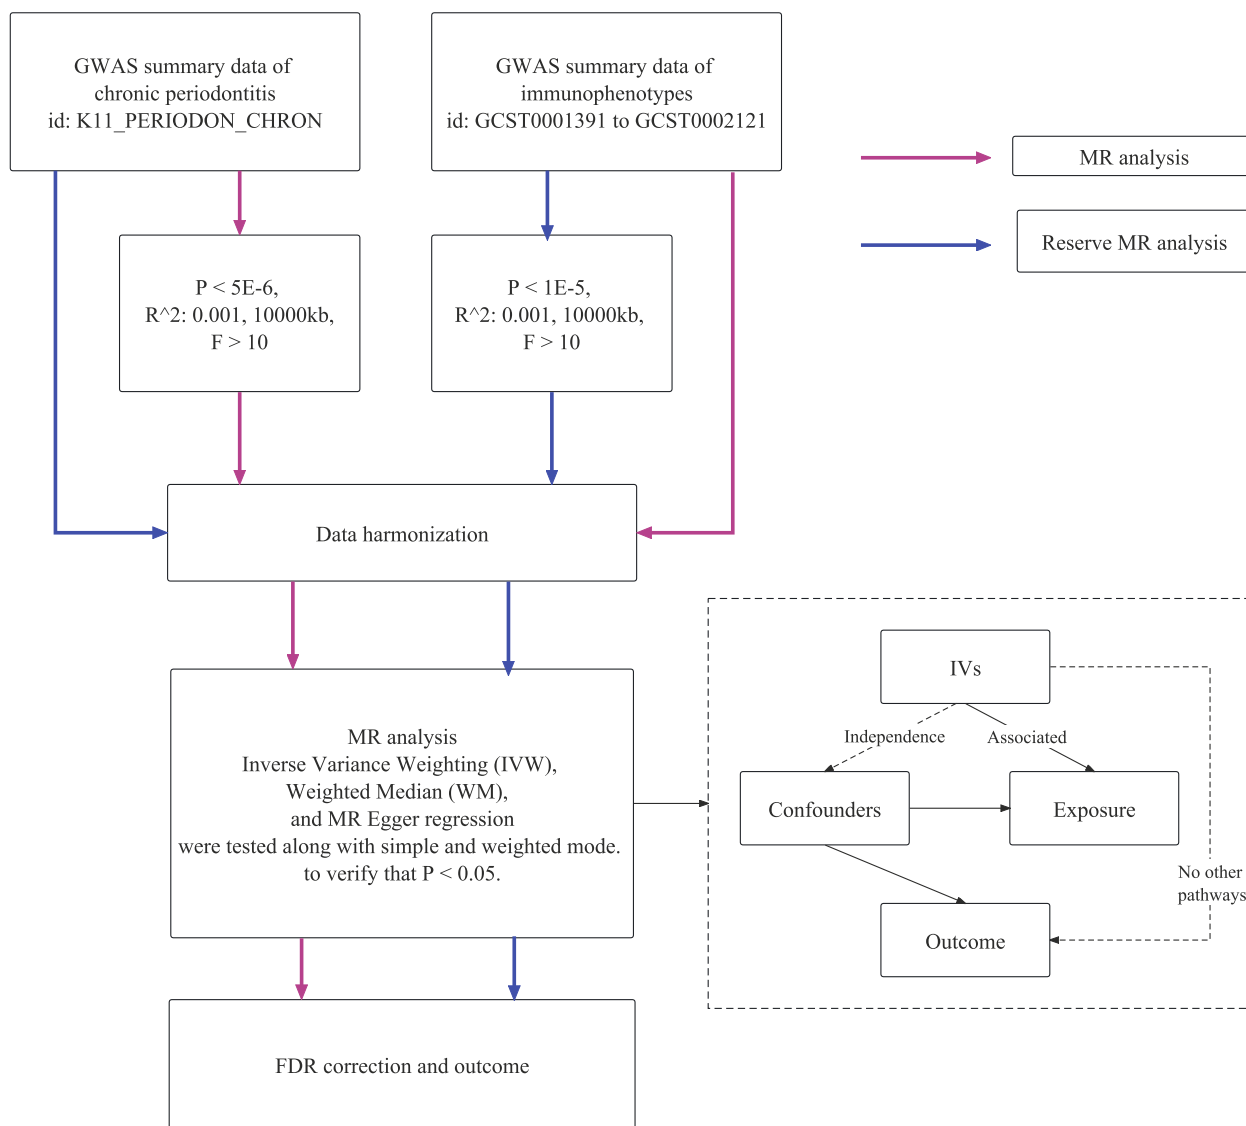 GWAS summary data of
chronic periodontitis
id: K11_PERIODON_CHRON
GWAS summary data of
immunophenotypes
id: GCST0001391 to GCST0002121
MR analysis
Reserve MR analysis
P < 5E-6,
R^2: 0.001, 10000kb,
F > 10
P < 1E-5,
R^2: 0.001, 10000kb,
F > 10
Data harmonization
MR analysis
Inverse Variance Weighting (IVW),
Weighted Median (WM),
and MR Egger regression
were tested along with simple and weighted mode.
to verify that P < 0.05.
IVs
Independence
Associated
Confounders
Exposure
No other
pathways
Outcome
FDR correction and outcome